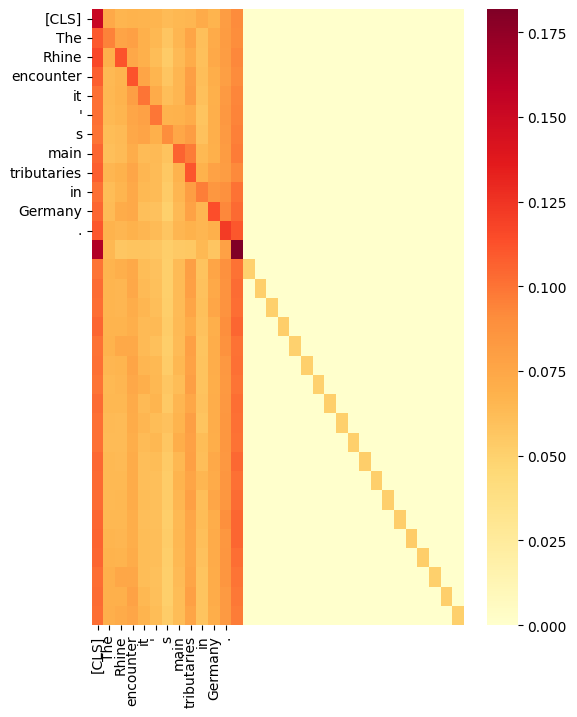 [CLS]
The
Rhine
encounter
it
'
s
main
tributaries
in
Germany
.
0.175
0.150
0.125
0.100
0.075
0.050
0.025
0.000
[CLS]
The
Rhine
encounter
it
'
s
main
tributaries
in
Germany
.